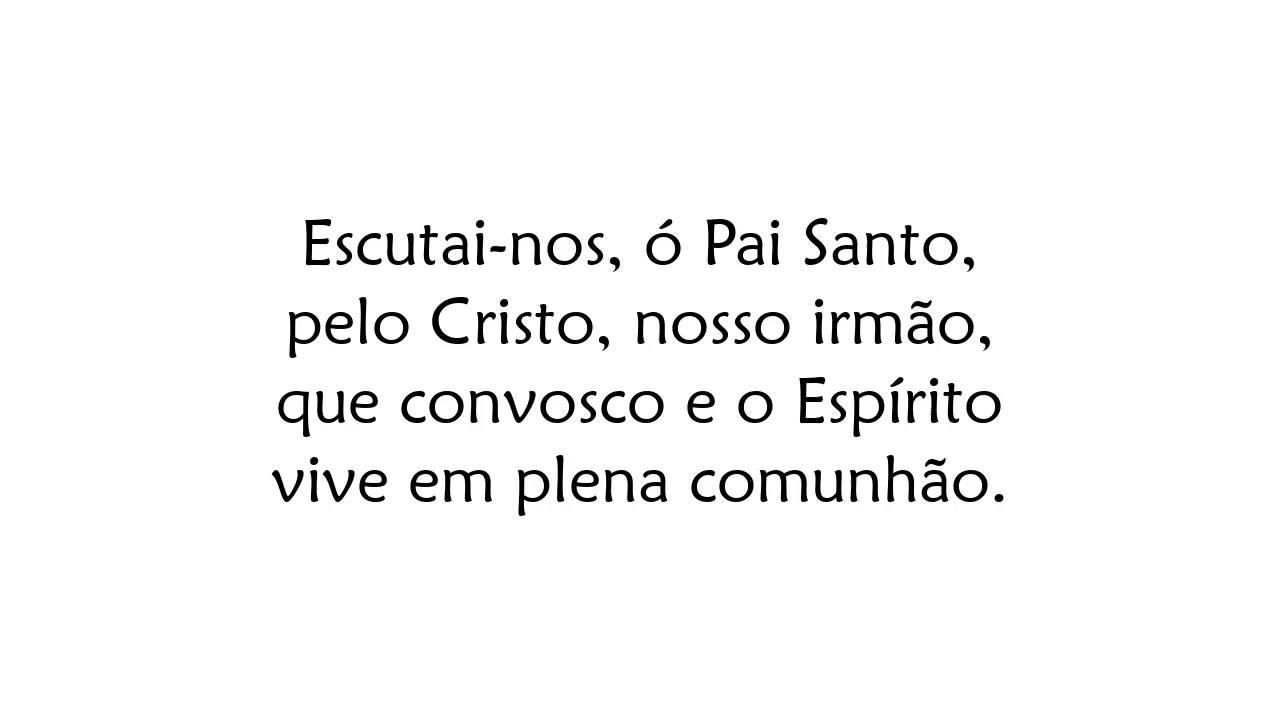 Escutai-nos, ó Pai Santo,
pelo Cristo, nosso irmão,
que convosco e o Espírito
vive em plena comunhão.